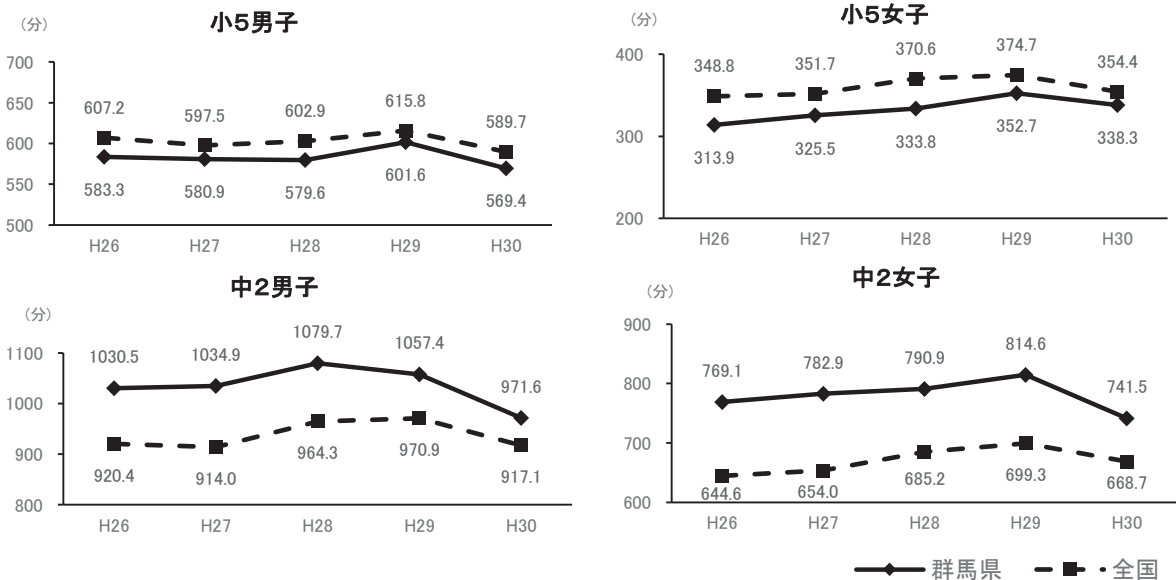 小5男子
(分)
700
650
600
550
500
607.2
597.5
602.9
615.8
589.7
583.3
580.9
579.6
601.6
569.4
H26
H27
H28
H29
H30
小5女子
(分)
400
300
200
348.8
351.7
370.6
374.7
354.4
313.9
325.5
333.8
352.7
338.3
H26
H27
H28
H29
H30
中2男子
(分)
1100
1000
900
800
1030.5
1034.9
1079.7
1057.4
971.6
920.4
914.0
964.3
970.9
917.1
H26
H27
H28
H29
H30
中2女子
(分)
900
800
700
600
769.1
782.9
790.9
814.6
741.5
644.6
654.0
685.2
699.3
668.7
H26
H27
H28
H29
H30
群馬県
全国